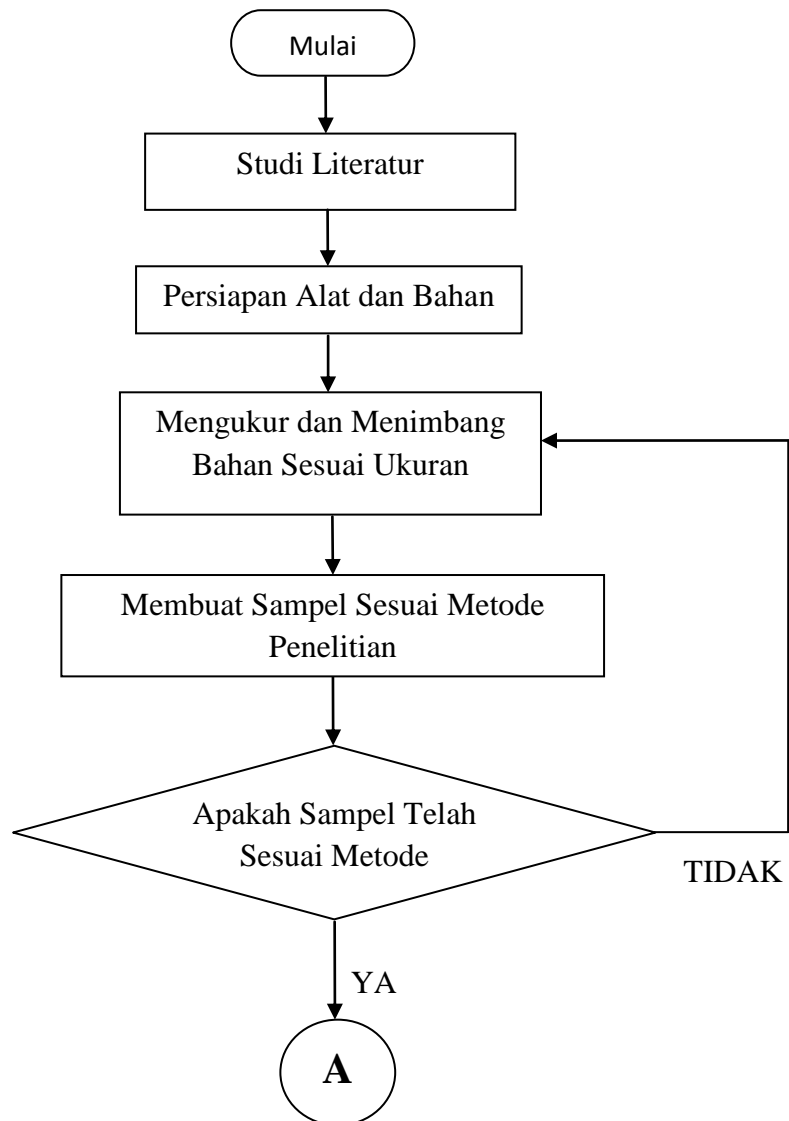 Mulai
Studi Literatur
Persiapan Alat dan Bahan
Mengukur dan Menimbang
Bahan Sesuai Ukuran
Membuat Sampel Sesuai Metode
Penelitian
Apakah Sampel Telah
Sesuai Metode
TIDAK
YA
A